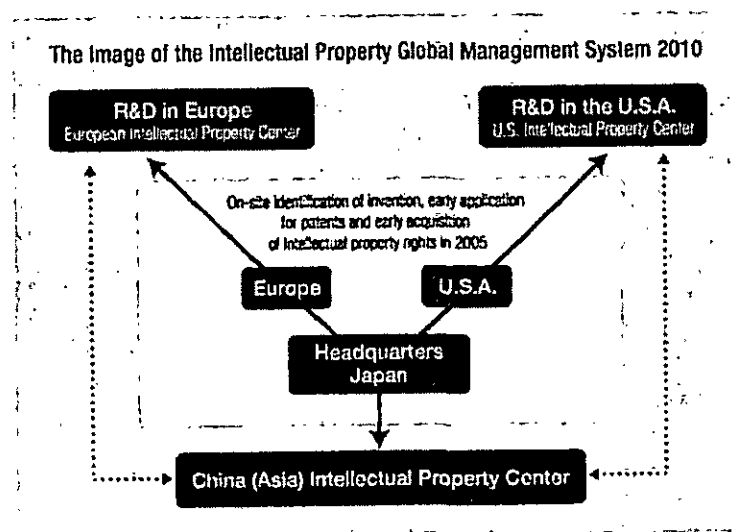 The Image of the Intellectual Property Global Management System 2010
R&D in Europe
European Intellectual Property Center
R&D in the U.S.A.
U.S. Intellectual Property Center
On-site identification of invention, early application
for patents and early acquisition
of intellectual property rights in 2005
Europe
U.S.A.
Headquarters
Japan
China (Asia) Intellectual Property Center